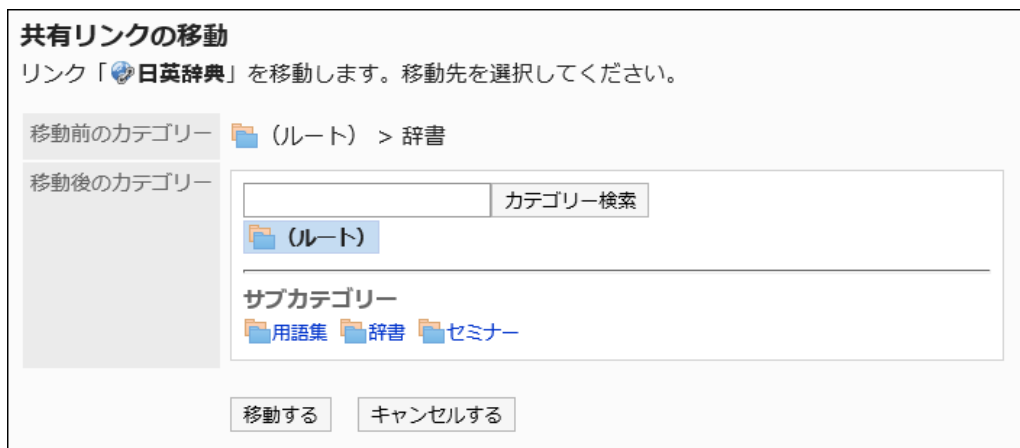 共有リンクの移動
リンク「日英辞典」を移動します。移動先を選択してください。
移動前のカテゴリー (ルート) > 辞書
移動後のカテゴリー
カテゴリー検索
(ルート)
サブカテゴリー
用語集 辞書 セミナー
移動する キャンセルする